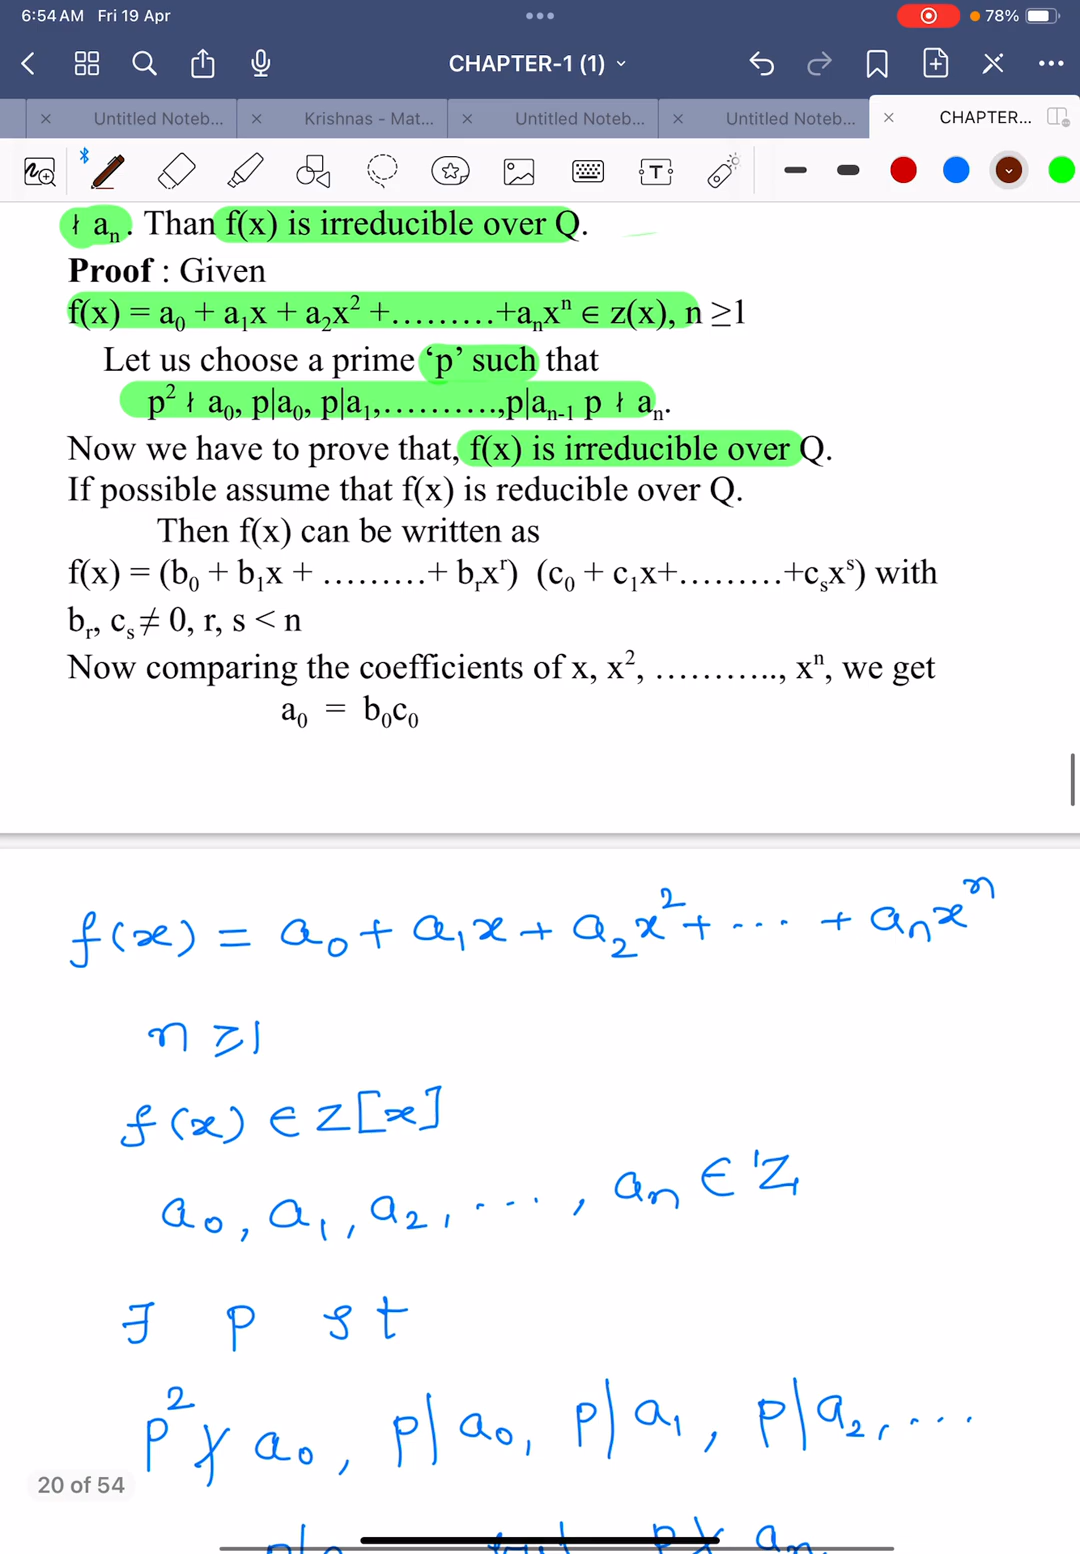 6:54 AM Fri 19 Apr
78%
CHAPTER-1 (1)
Untitled Noteb... Krishnas - Mat... Untitled Noteb... Untitled Noteb... CHAPTER...
∤ aₙ. Than f(x) is irreducible over Q.
Proof : Given
f(x) = a₀ + a₁x + a₂x² +.........+aₙxⁿ ∈ z(x), n ≥1
Let us choose a prime ‘p’ such that
p² ∤ a₀, p|a₀, p|a₁,..........,p|aₙ₋₁ p ∤ aₙ.
Now we have to prove that, f(x) is irreducible over Q.
If possible assume that f(x) is reducible over Q.
Then f(x) can be written as
f(x) = (b₀ + b₁x + .........+ bᵣxʳ) (c₀ + c₁x+.........+cₛxˢ) with
bᵣ, cₛ ≠ 0, r, s < n
Now comparing the coefficients of x, x², ..........., xⁿ, we get
a₀ = b₀c₀
f(x) = a₀ + a₁x + a₂x² + ... + aₙxⁿ
n ≥ 1
f(x) ∈ Z[x]
a₀, a₁, a₂, ..., aₙ ∈ Z
∃ p st
p² ∤ a₀, p| a₀, p| a₁, p|a₂, ...
20 of 54
p ∤ aₙ